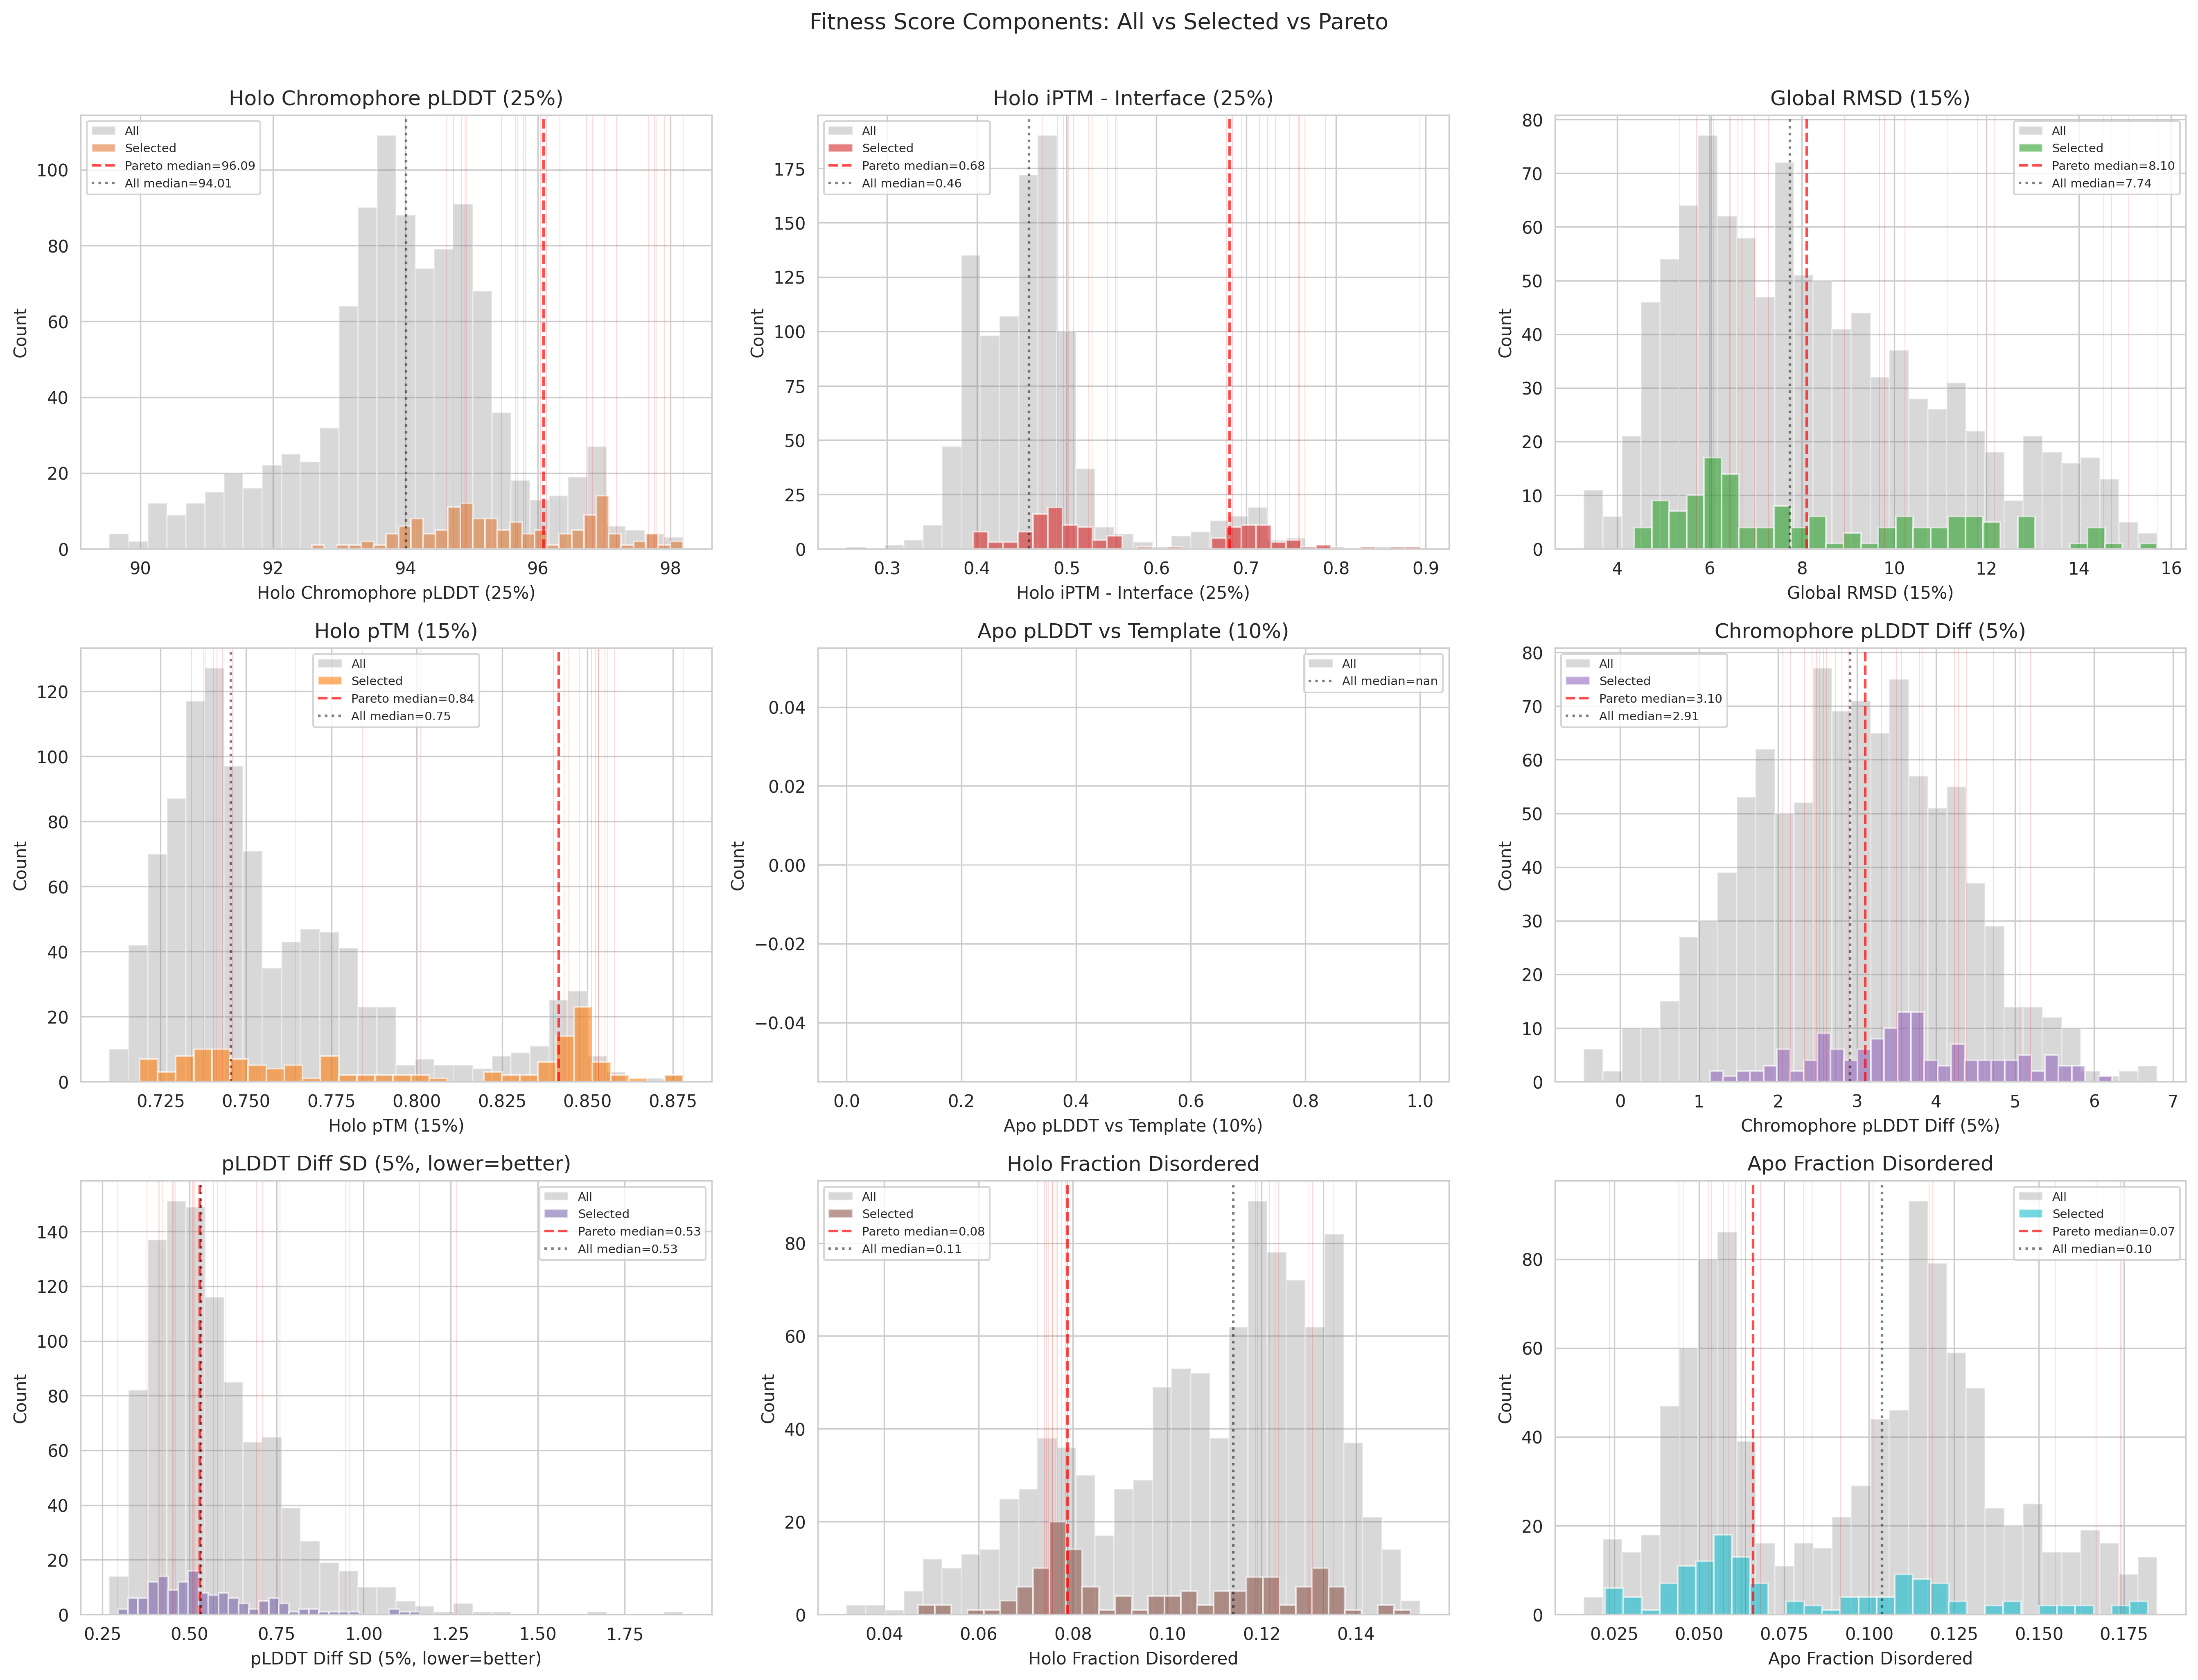 Fitness Score Components: All vs Selected vs Pareto
Holo Chromophore pLDDT (25%)
All
Selected
Pareto median=96.09
All median=94.01
Count
0
20
40
60
80
100
90
92
94
96
98
Holo Chromophore pLDDT (25%)
Holo iPTM - Interface (25%)
All
Selected
Pareto median=0.68
All median=0.46
Count
0
25
50
75
100
125
150
175
0.3
0.4
0.5
0.6
0.7
0.8
0.9
Holo iPTM - Interface (25%)
Global RMSD (15%)
All
Selected
Pareto median=8.10
All median=7.74
Count
0
10
20
30
40
50
60
70
80
4
6
8
10
12
14
16
Global RMSD (15%)
Holo pTM (15%)
All
Selected
Pareto median=0.84
All median=0.75
Count
0
20
40
60
80
100
120
0.725
0.750
0.775
0.800
0.825
0.850
0.875
Holo pTM (15%)
Apo pLDDT vs Template (10%)
All
All median=nan
Count
−0.04
−0.02
0.00
0.02
0.04
0.0
0.2
0.4
0.6
0.8
1.0
Apo pLDDT vs Template (10%)
Chromophore pLDDT Diff (5%)
All
Selected
Pareto median=3.10
All median=2.91
Count
0
10
20
30
40
50
60
70
80
0
1
2
3
4
5
6
7
Chromophore pLDDT Diff (5%)
pLDDT Diff SD (5%, lower=better)
All
Selected
Pareto median=0.53
All median=0.53
Count
0
20
40
60
80
100
120
140
0.25
0.50
0.75
1.00
1.25
1.50
1.75
pLDDT Diff SD (5%, lower=better)
Holo Fraction Disordered
All
Selected
Pareto median=0.08
All median=0.11
Count
0
20
40
60
80
0.04
0.06
0.08
0.10
0.12
0.14
Holo Fraction Disordered
Apo Fraction Disordered
All
Selected
Pareto median=0.07
All median=0.10
Count
0
20
40
60
80
0.025
0.050
0.075
0.100
0.125
0.150
0.175
Apo Fraction Disordered